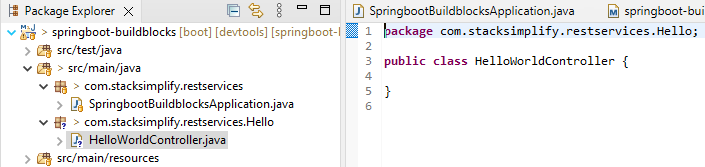 Package Explorer
springboot-buildblocks [boot] [devtools] [springboot-b
src/test/java
src/main/java
com.stacksimplify.restservices
SpringbootBuildblocksApplication.java
com.stacksimplify.restservices.Hello
HelloWorldController.java
src/main/resources
SpringbootBuildblocksApplication.java
springboot-bui
1 package com.stacksimplify.restservices.Hello;
2
3 public class HelloWorldController {
4
5 }
6